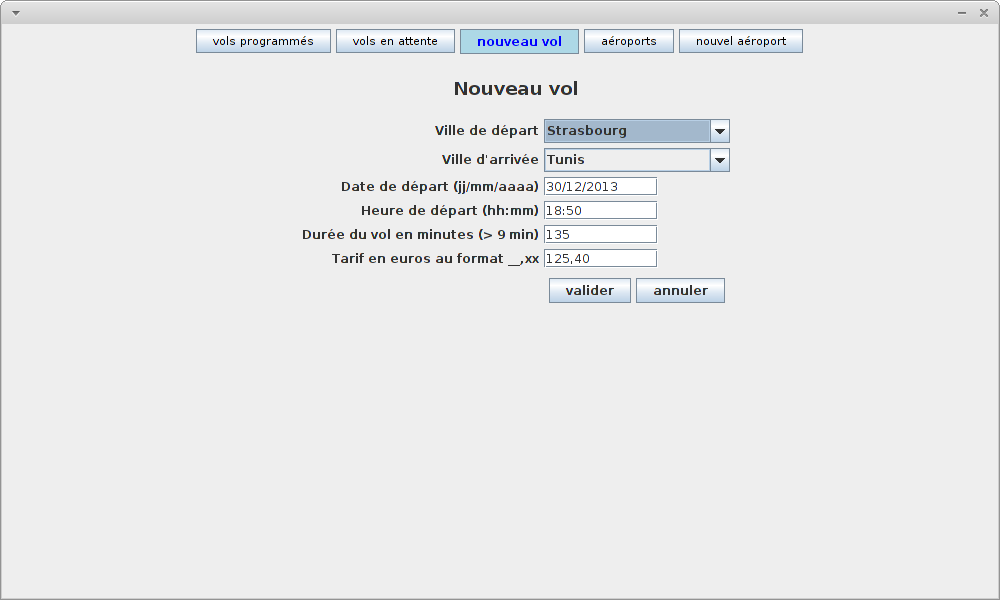 vols programmés vols en attente nouveau vol aéroports nouvel aéroport
Nouveau vol
Ville de départ Strasbourg
Ville d'arrivée Tunis
Date de départ (jj/mm/aaaa) 30/12/2013
Heure de départ (hh:mm) 18:50
Durée du vol en minutes (> 9 min) 135
Tarif en euros au format __,xx 125,40
valider annuler